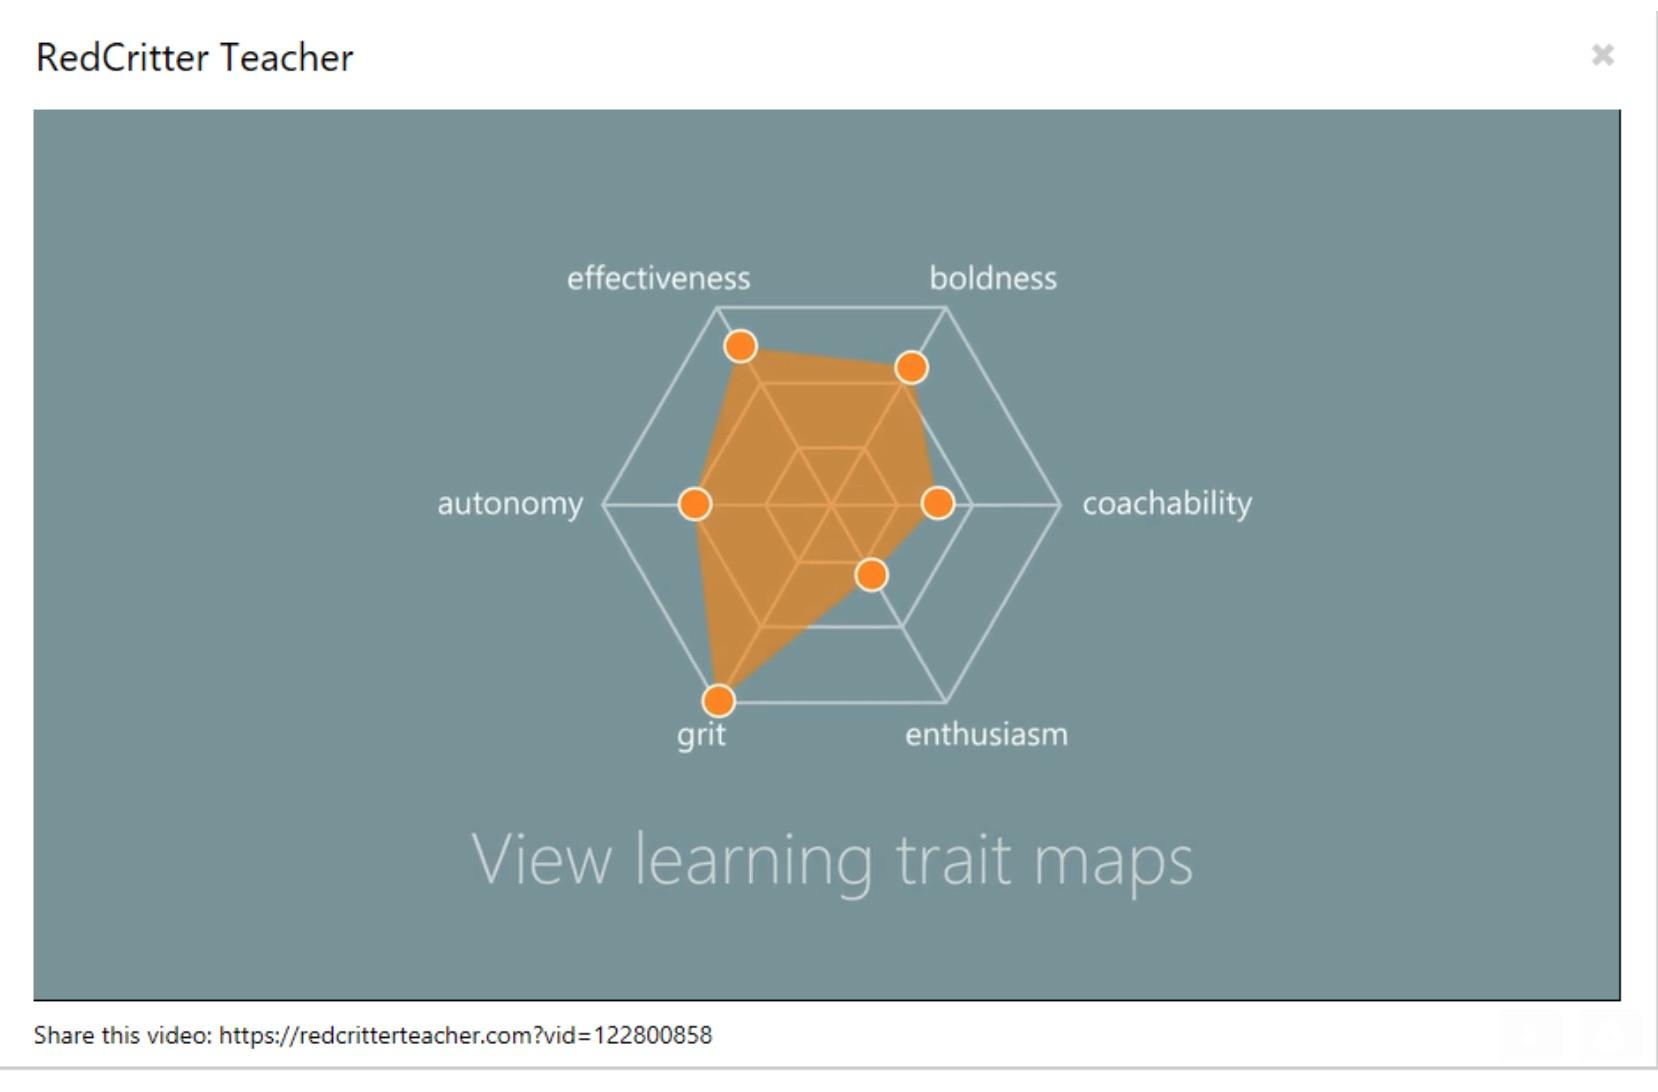 RedCritter Teacher
effectiveness
boldness
autonomy
coachability
grit
enthusiasm
View learning trait maps
Share this video: https://redcritterteacher.com?vid=122800858